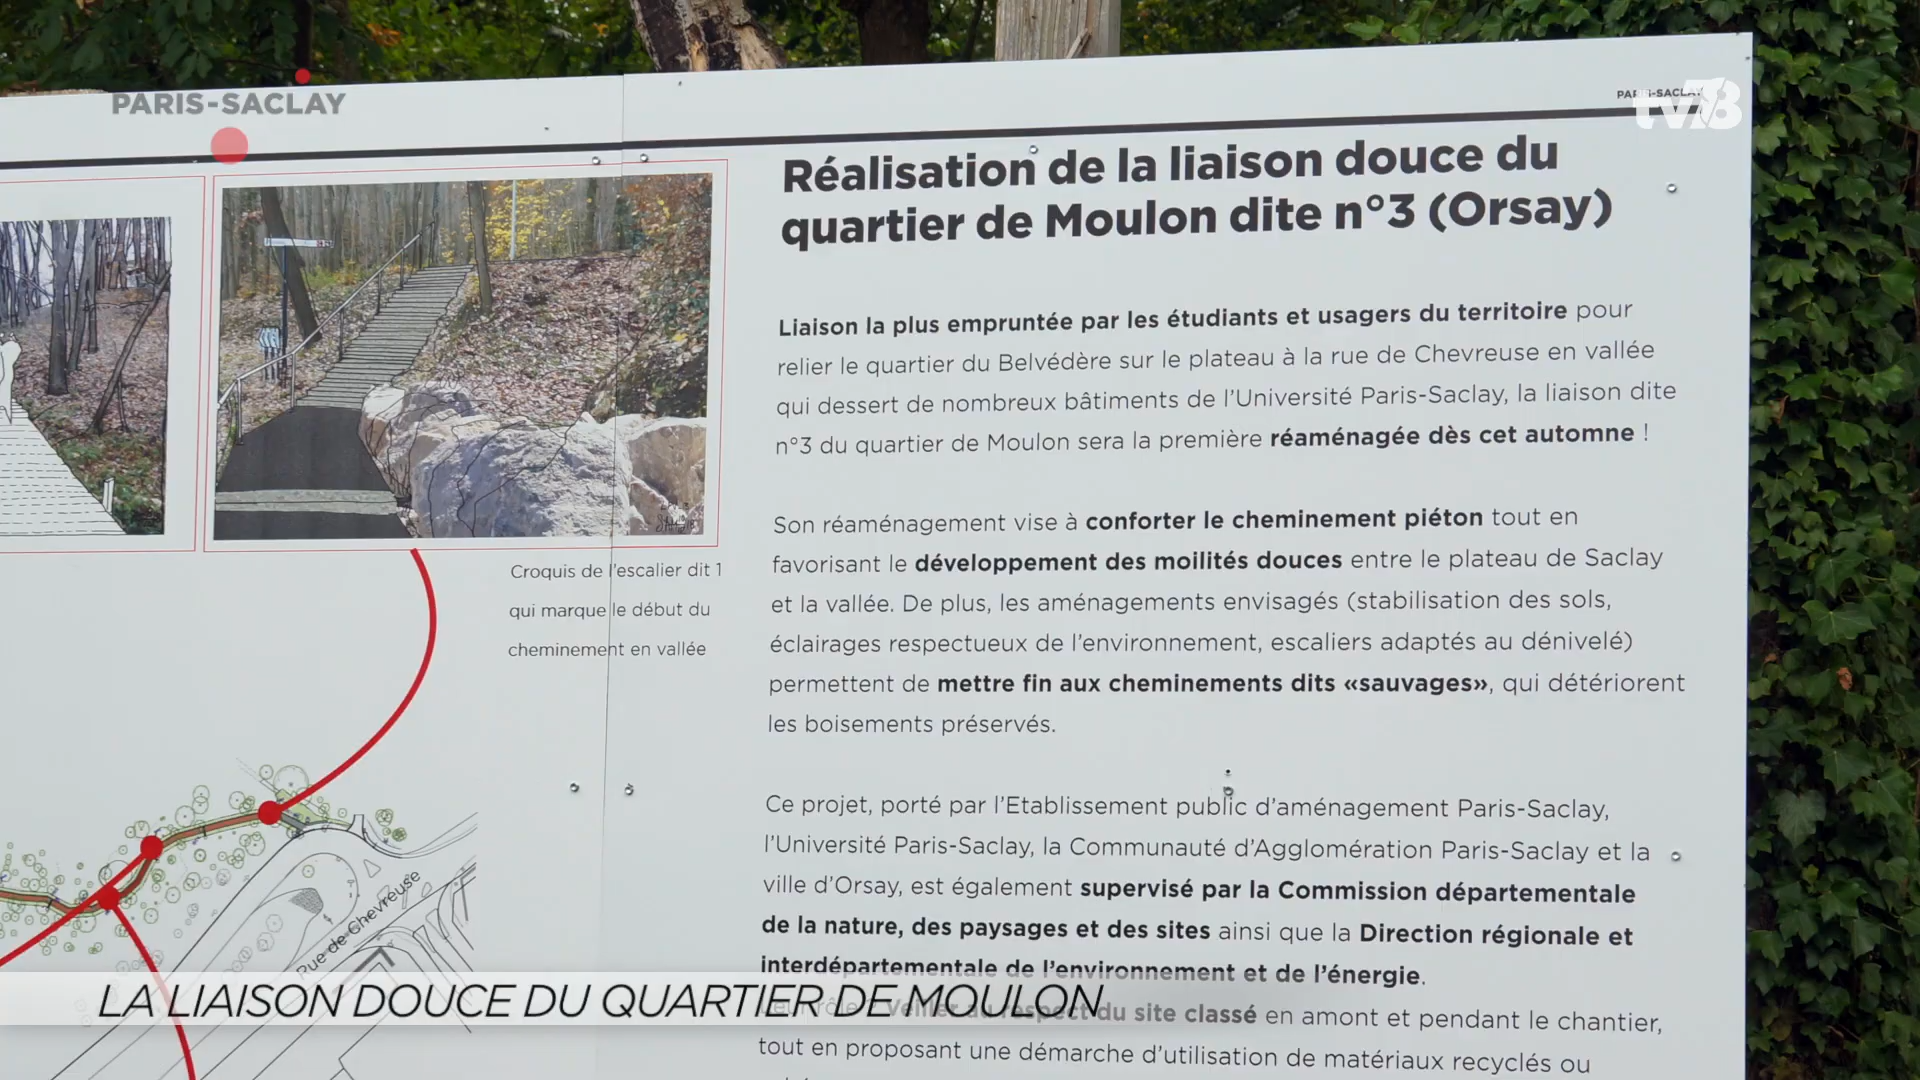 PARIS-SACLAY
PARIS-SACLAY
tv78
Réalisation de la liaison douce du
quartier de Moulon dite n°3 (Orsay)
Liaison la plus empruntée par les étudiants et usagers du territoire pour
relier le quartier du Belvédère sur le plateau à la rue de Chevreuse en vallée
qui dessert de nombreux bâtiments de l'Université Paris-Saclay, la liaison dite
n°3 du quartier de Moulon sera la première réaménagée dès cet automne !
Son réaménagement vise à conforter le cheminement piéton tout en
favorisant le développement des moilités douces entre le plateau de Saclay
et la vallée. De plus, les aménagements envisagés (stabilisation des sols,
éclairages respectueux de l'environnement, escaliers adaptés au dénivelé)
permettent de mettre fin aux cheminements dits «sauvages», qui détériorent
les boisements préservés.
Ce projet, porté par l'Etablissement public d'aménagement Paris-Saclay,
l'Université Paris-Saclay, la Communauté d'Agglomération Paris-Saclay et la
ville d'Orsay, est également supervisé par la Commission départementale
de la nature, des paysages et des sites ainsi que la Direction régionale et
interdépartementale de l'environnement et de l'énergie.
Veiller au respect du site classé en amont et pendant le chantier,
tout en proposant une démarche d'utilisation de matériaux recyclés ou
Croquis de l'escalier dit 1
qui marque le début du
cheminement en vallée
Rue de Chevreuse
LA LIAISON DOUCE DU QUARTIER DE MOULON